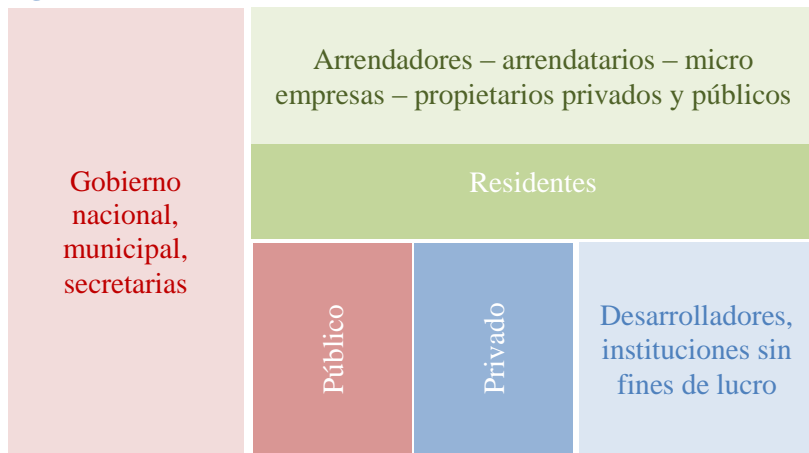 Arrendadores – arrendatarios – micro
empresas – propietarios privados y públicos
Residentes
Gobierno
nacional,
municipal,
secretarias
Público
Privado
Desarrolladores,
instituciones sin
fines de lucro